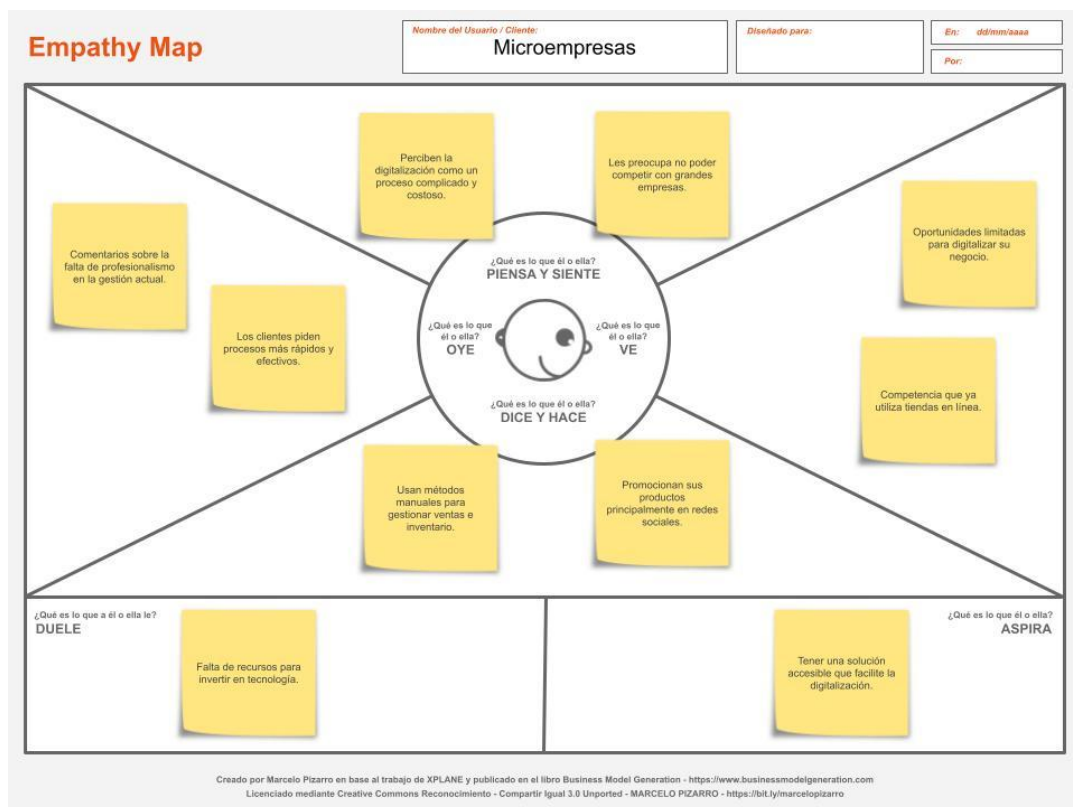 Empathy Map
Nombre del Usuario / Cliente:
Microempresas
Diseñado para:
En: dd/mm/aaaa
Por:
Perciben la
digitalización como un
proceso complicado y
costoso.
Les preocupa no poder
competir con grandes
empresas.
Comentarios sobre la
falta de profesionalismo
en la gestión actual.
Los clientes piden
procesos más rápidos y
efectivos.
Oportunidades limitadas
para digitalizar su
negocio.
Competencia que ya
utiliza tiendas en línea.
¿Qué es lo que él o ella?
PIENSA Y SIENTE
¿Qué es lo que
él o ella?
OYE
¿Qué es lo que
él o ella?
VE
¿Qué es lo que él o ella?
DICE Y HACE
Usan métodos
manuales para
gestionar ventas e
inventario.
Promocionan sus
productos
principalmente en redes
sociales.
¿Qué es lo que a él o ella le?
DUELE
Falta de recursos para
invertir en tecnología.
¿Qué es lo que él o ella?
ASPIRA
Tener una solución
accesible que facilite la
digitalización.
Creado por Marcelo Pizarro en base al trabajo de XPLANE y publicado en el libro Business Model Generation - https://www.businessmodelgeneration.com
Licenciado mediante Creative Commons Reconocimiento - Compartir Igual 3.0 Unported - MARCELO PIZARRO - https://bit.ly/marcelopizarro